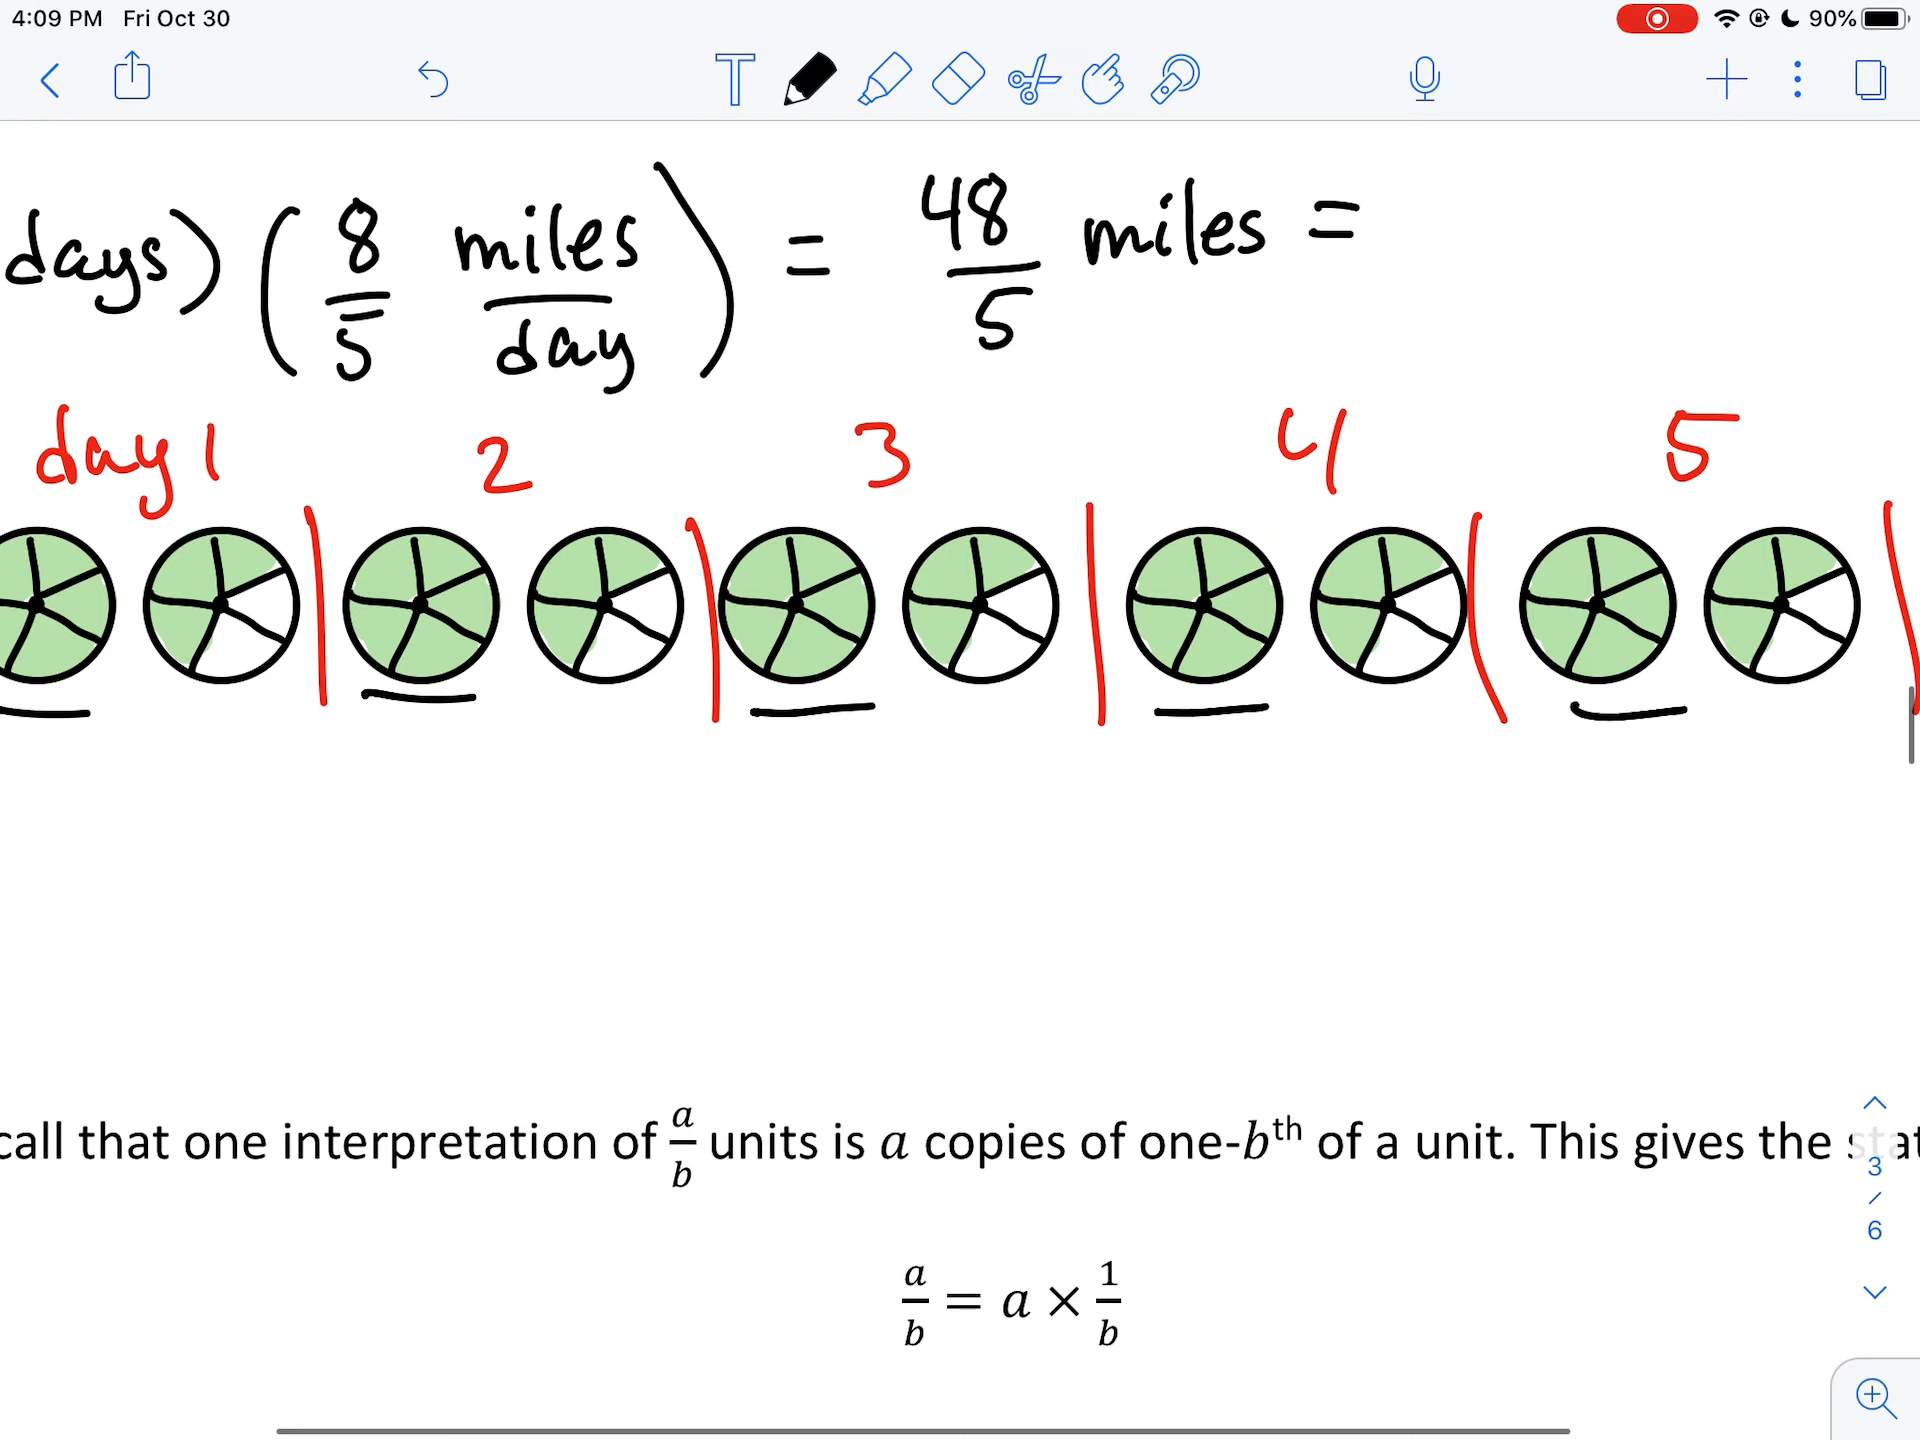 4:09 PM Fri Oct 30 90%
days) (8/5 miles/day) = 48/5 miles =
day 1 2 3 4 5
call that one interpretation of a/b units is a copies of one-bᵗʰ of a unit. This gives the stat
3 / 6
a/b = a × 1/b